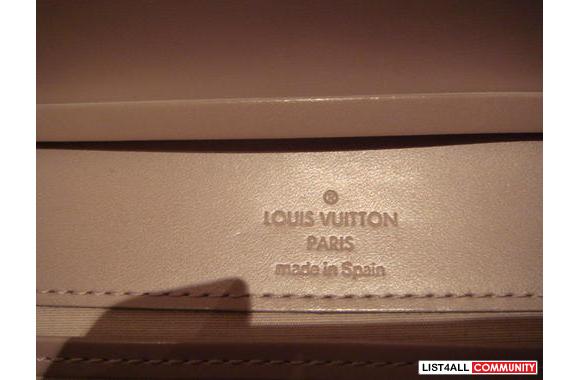 ®
LOUIS VUITTON
PARIS
made in Spain
LIST4ALL COMMUNITY